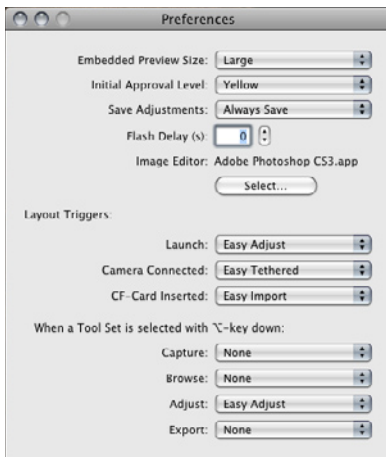 Preferences
Embedded Preview Size: Large
Initial Approval Level: Yellow
Save Adjustments: Always Save
Flash Delay (s): 0
Image Editor: Adobe Photoshop CS3.app
Select...
Layout Triggers:
Launch: Easy Adjust
Camera Connected: Easy Tethered
CF-Card Inserted: Easy Import
When a Tool Set is selected with ⌥-key down:
Capture: None
Browse: None
Adjust: Easy Adjust
Export: None